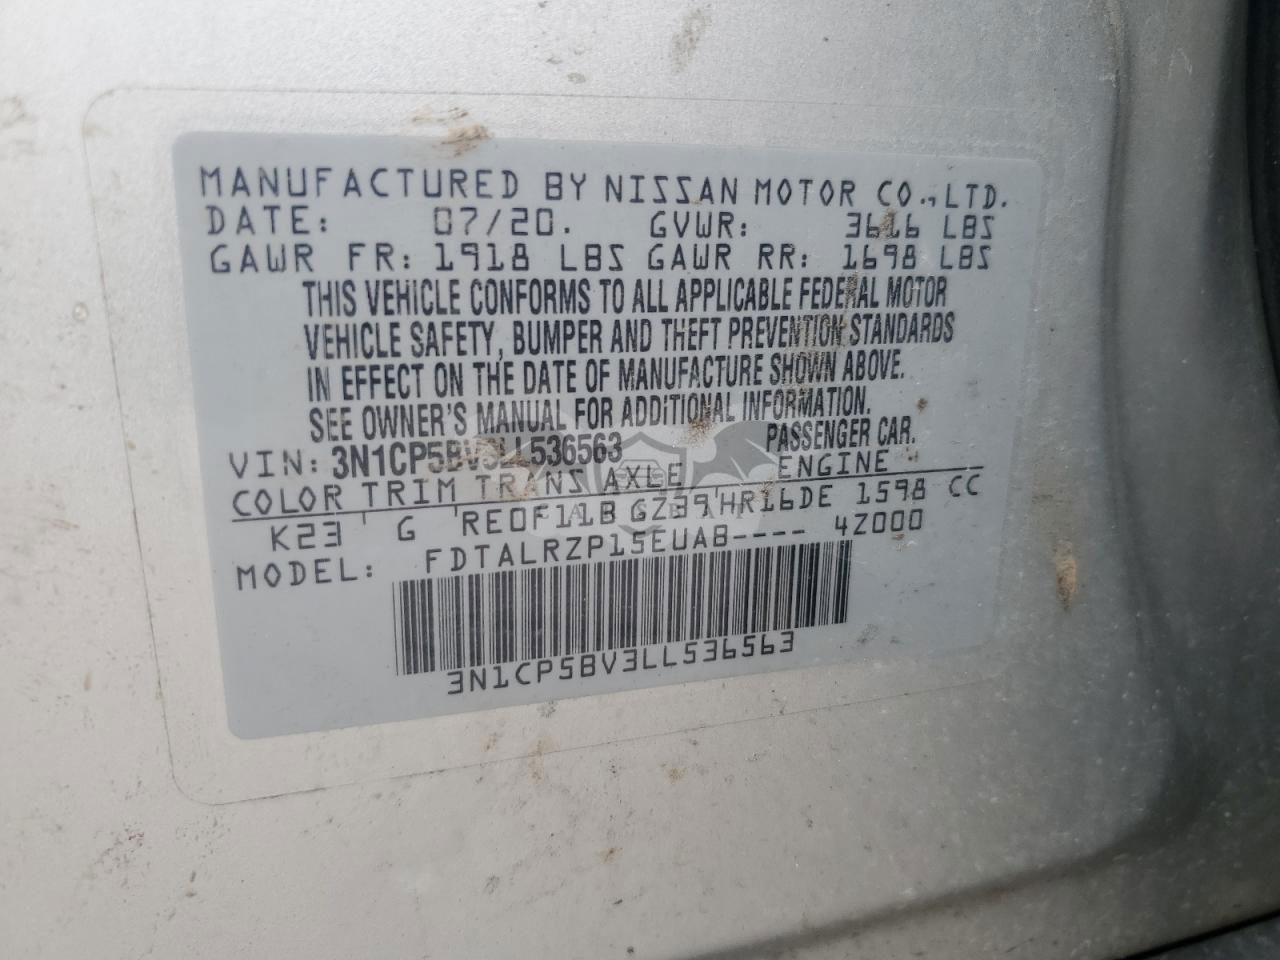 MANUFACTURED BY NISSAN MOTOR CO., LTD.
DATE: 07/20. GVWR: 3616 LBS
GAWR FR: 1918 LBS GAWR RR: 1698 LBS
THIS VEHICLE CONFORMS TO ALL APPLICABLE FEDERAL MOTOR
VEHICLE SAFETY, BUMPER AND THEFT PREVENTION STANDARDS
IN EFFECT ON THE DATE OF MANUFACTURE SHOWN ABOVE.
SEE OWNER'S MANUAL FOR ADDITIONAL INFORMATION.
VIN: 3N1CP5BV3LL536563 PASSENGER CAR.
COLOR TRIM TRANS AXLE ENGINE
K23 G RE0F11B GZ39 HR16DE 1598 CC
MODEL: FDTALRZP15EUA8---- 4Z000
3N1CP5BV3LL536563